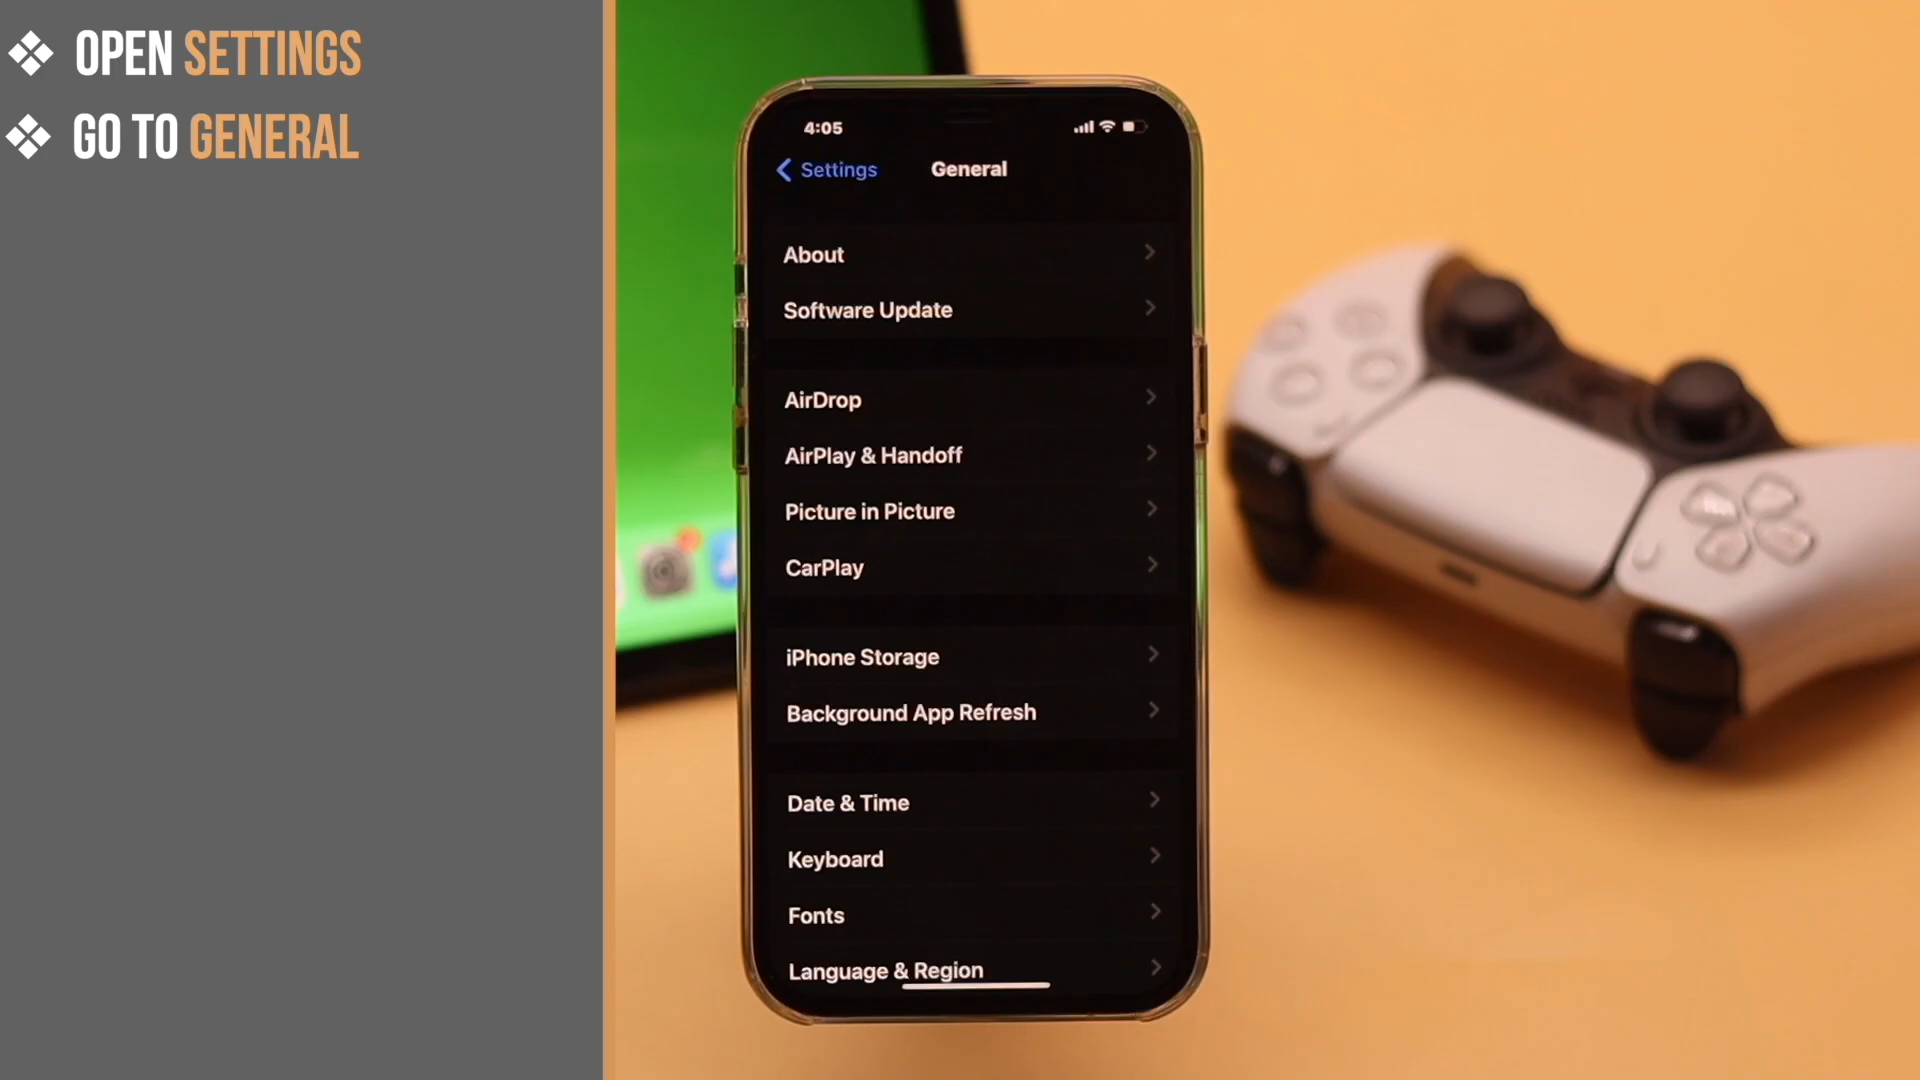 OPEN SETTINGS
GO TO GENERAL
4:05
Settings
General
About
Software Update
AirDrop
AirPlay & Handoff
Picture in Picture
CarPlay
iPhone Storage
Background App Refresh
Date & Time
Keyboard
Fonts
Language & Region